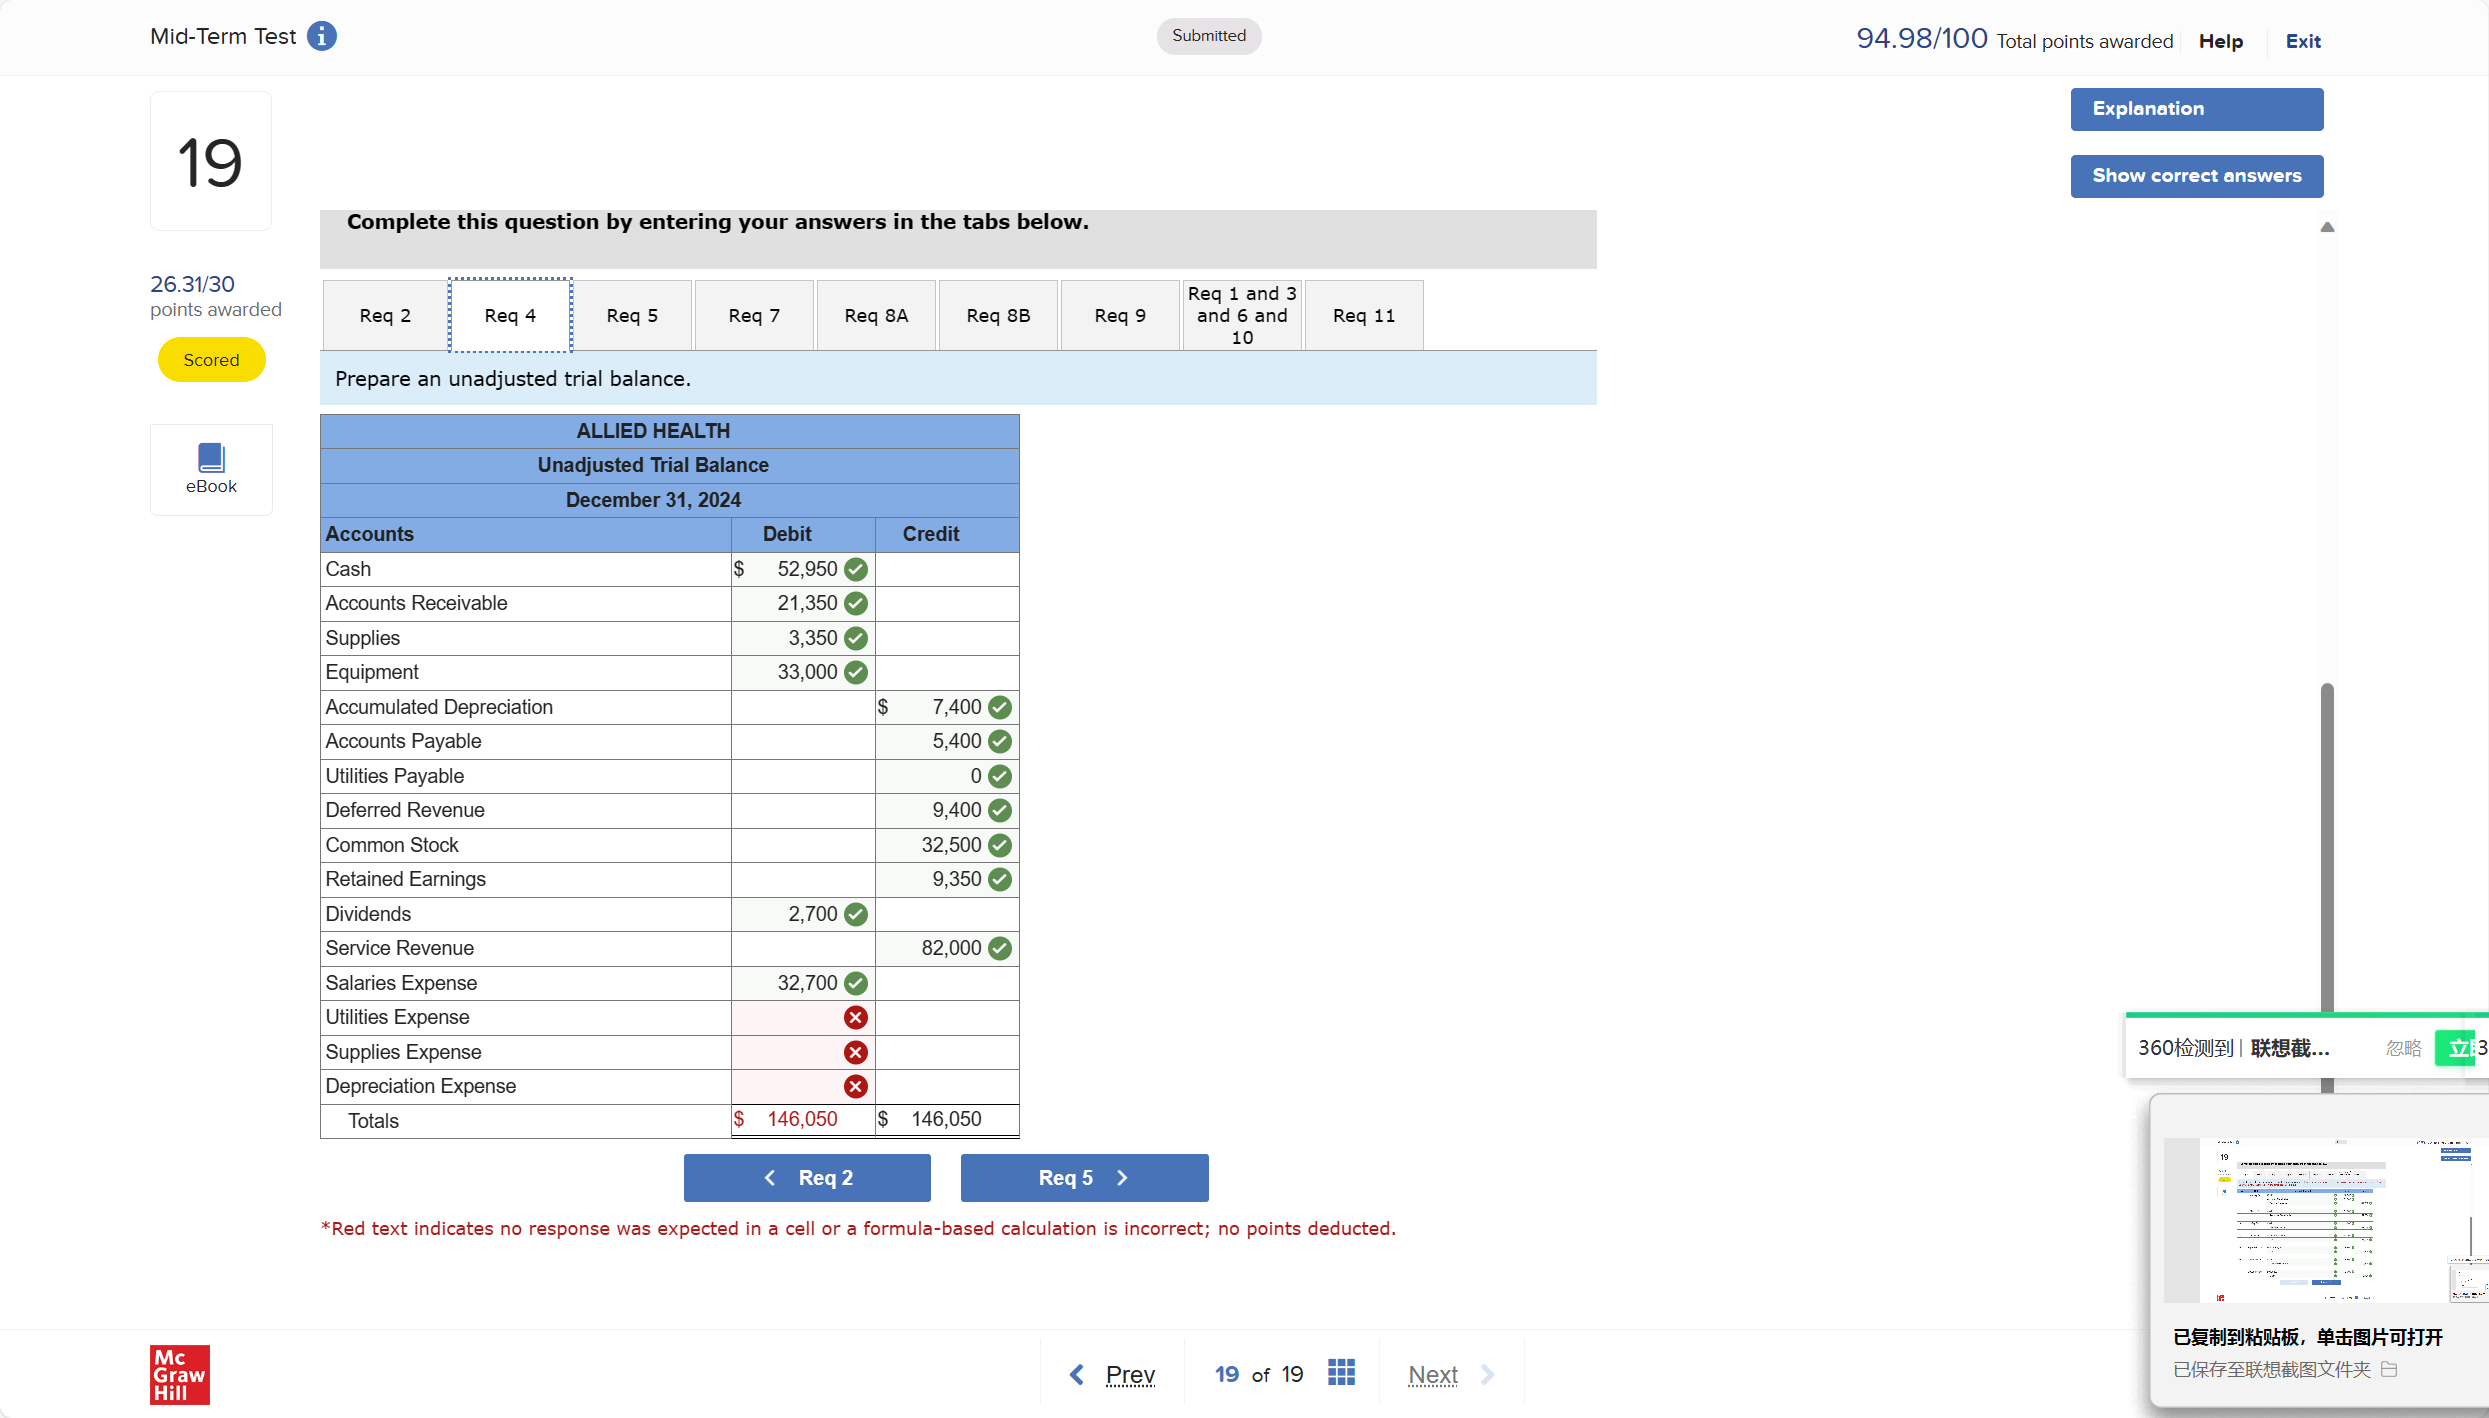 Mid-Term Test
Submitted
94.98/100 Total points awarded
Help
Exit
19
Explanation
Show correct answers
Complete this question by entering your answers in the tabs below.
26.31/30
points awarded
Scored
eBook
Req 2
Req 4
Req 5
Req 7
Req 8A
Req 8B
Req 9
Req 1 and 3
and 6 and
10
Req 11
Prepare an unadjusted trial balance.
ALLIED HEALTH
Unadjusted Trial Balance
December 31, 2024
Accounts Debit Credit
Cash $ 52,950
Accounts Receivable 21,350
Supplies 3,350
Equipment 33,000
Accumulated Depreciation $ 7,400
Accounts Payable 5,400
Utilities Payable 0
Deferred Revenue 9,400
Common Stock 32,500
Retained Earnings 9,350
Dividends 2,700
Service Revenue 82,000
Salaries Expense 32,700
Utilities Expense
Supplies Expense
Depreciation Expense
Totals $ 146,050 $ 146,050
Req 2
Req 5
*Red text indicates no response was expected in a cell or a formula-based calculation is incorrect; no points deducted.
360检测到 | 联想截... 忽略 立
19
已复制到粘贴板，单击图片可打开
已保存至联想截图文件夹
Mc
Graw
Hill
Prev
19 of 19
Next